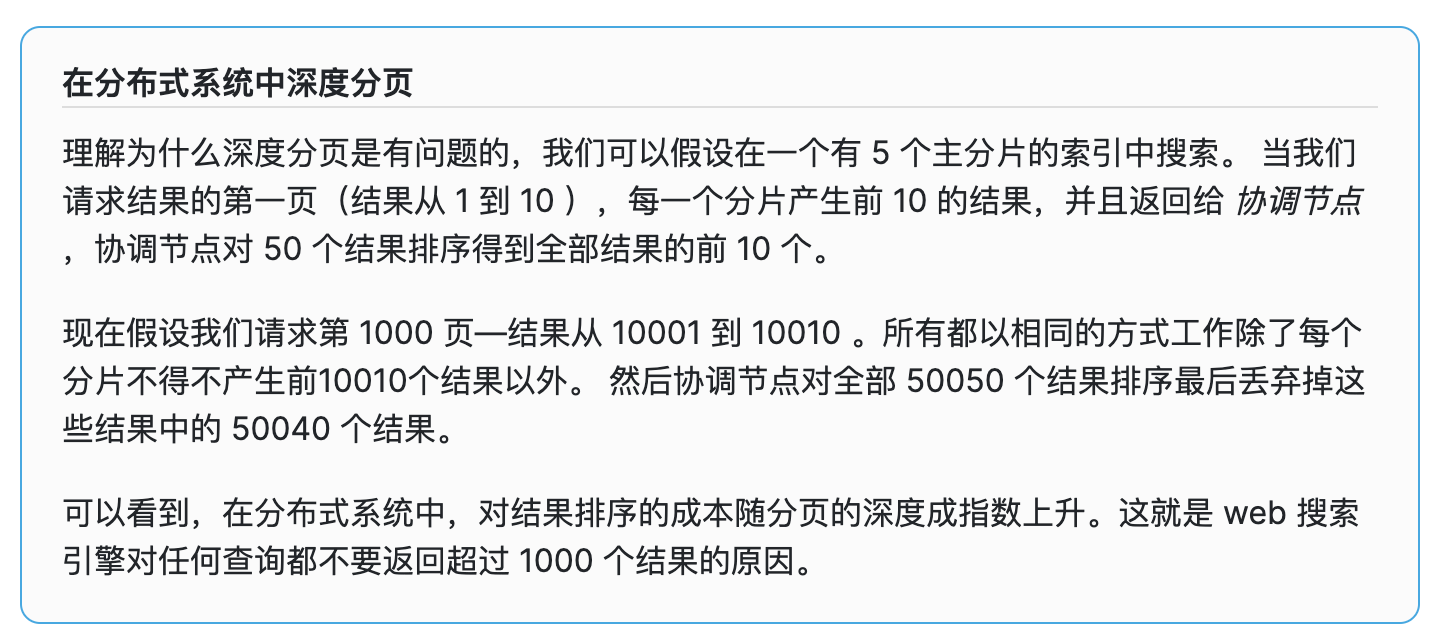 在分布式系统中深度分页
理解为什么深度分页是有问题的，我们可以假设在一个有 5 个主分片的索引中搜索。 当我们
请求结果的第一页（结果从 1 到 10 ），每一个分片产生前 10 的结果，并且返回给 协调节点
，协调节点对 50 个结果排序得到全部结果的前 10 个。
现在假设我们请求第 1000 页—结果从 10001 到 10010 。所有都以相同的方式工作除了每个
分片不得不产生前10010个结果以外。 然后协调节点对全部 50050 个结果排序最后丢弃掉这
些结果中的 50040 个结果。
可以看到，在分布式系统中，对结果排序的成本随分页的深度成指数上升。这就是 web 搜索
引擎对任何查询都不要返回超过 1000 个结果的原因。